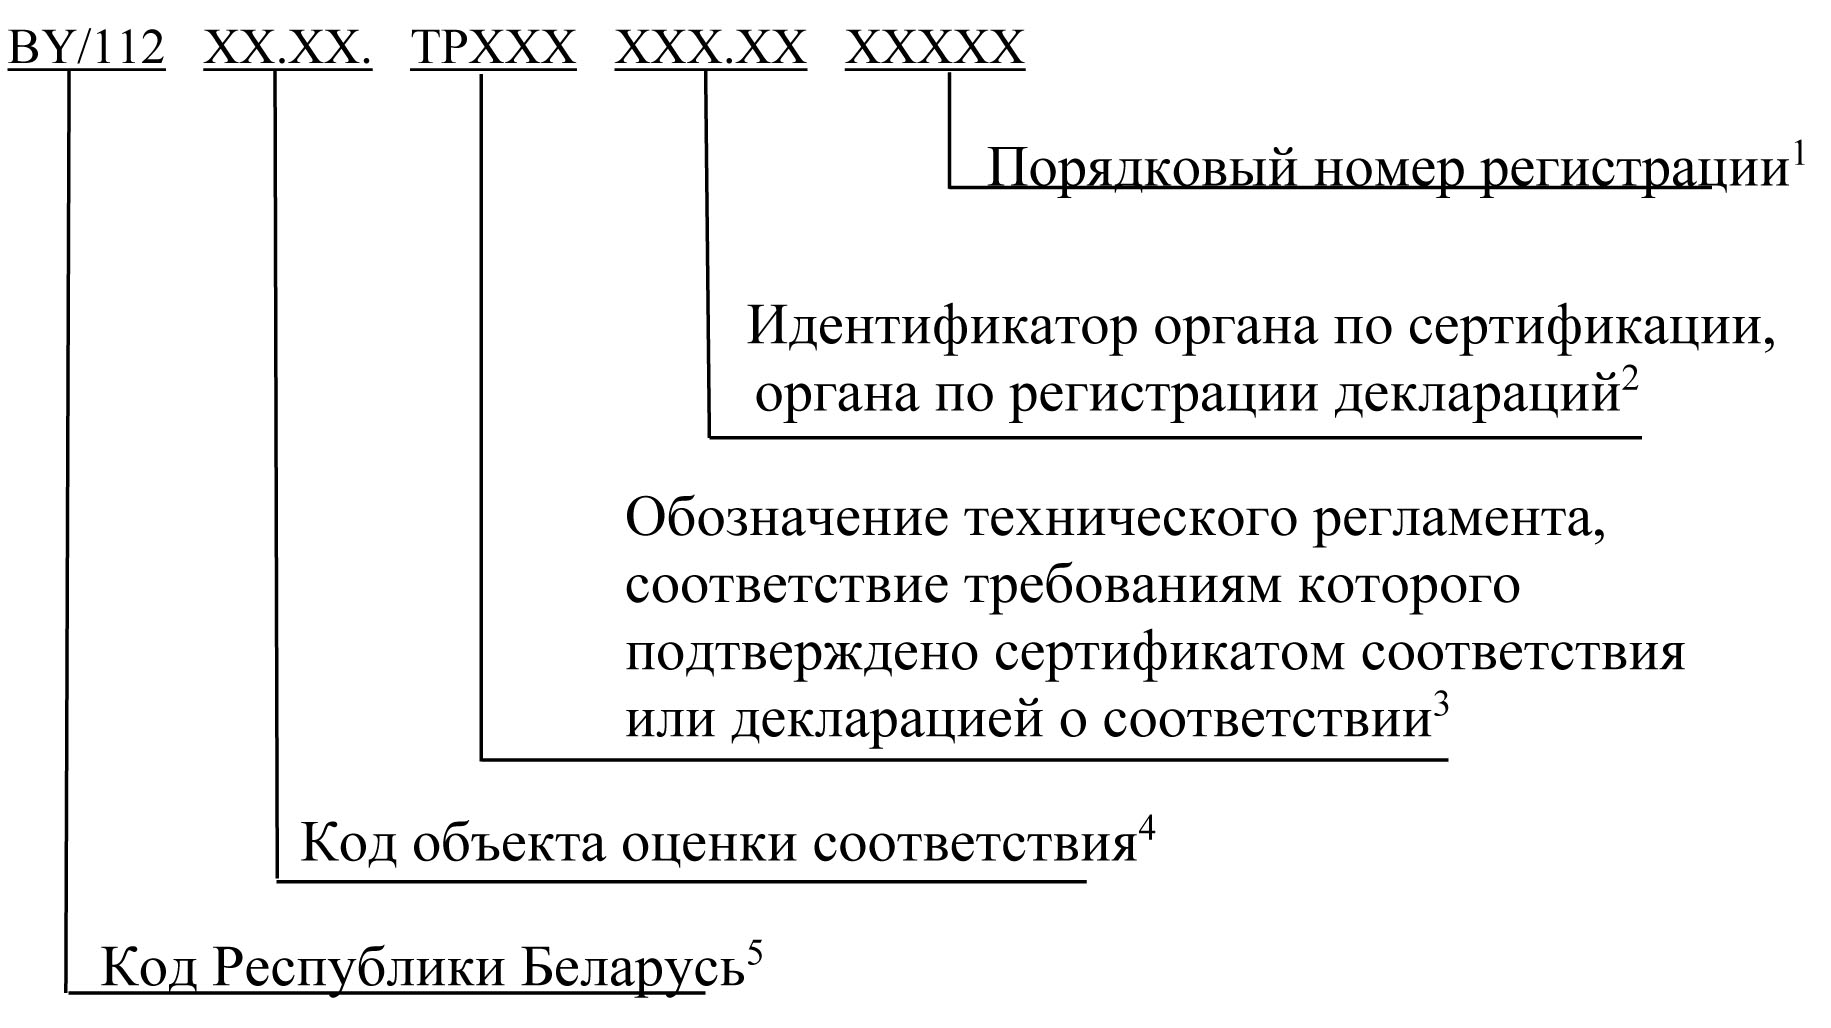 BY/112 XX.XX. ТРXXX XXX.XX XXXXX
Порядковый номер регистрации¹
Идентификатор органа по сертификации,
органа по регистрации деклараций²
Обозначение технического регламента,
соответствие требованиям которого
подтверждено сертификатом соответствия
или декларацией о соответствии³
Код объекта оценки соответствия⁴
Код Республики Беларусь⁵